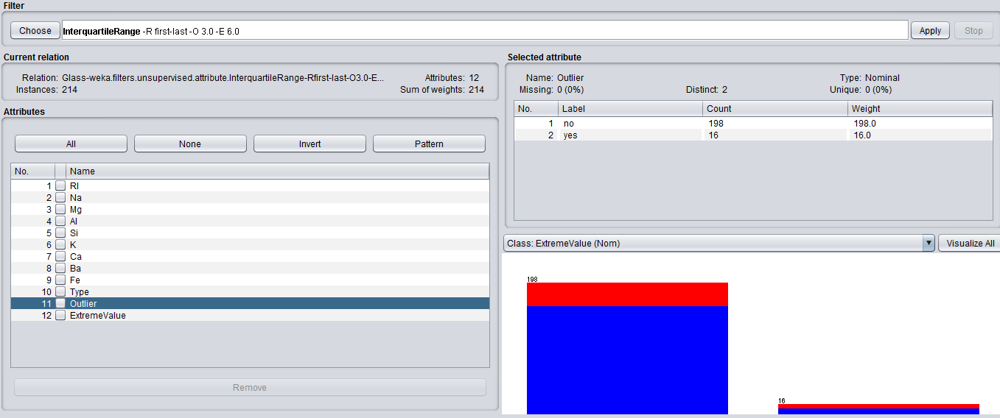 Filter
Choose InterquartileRange -R first-last -O 3.0 -E 6.0 Apply Stop
Current relation
Relation: Glass-weka.filters.unsupervised.attribute.InterquartileRange-Rfirst-last-O3.0-E... Attributes: 12
Instances: 214 Sum of weights: 214
Attributes
All None Invert Pattern
No. Name
1 RI
2 Na
3 Mg
4 Al
5 Si
6 K
7 Ca
8 Ba
9 Fe
10 Type
11 Outlier
12 ExtremeValue
Remove
Selected attribute
Name: Outlier Type: Nominal
Missing: 0 (0%) Distinct: 2 Unique: 0 (0%)
No. Label Count Weight
1 no 198 198.0
2 yes 16 16.0
Class: ExtremeValue (Nom) Visualize All
198
16